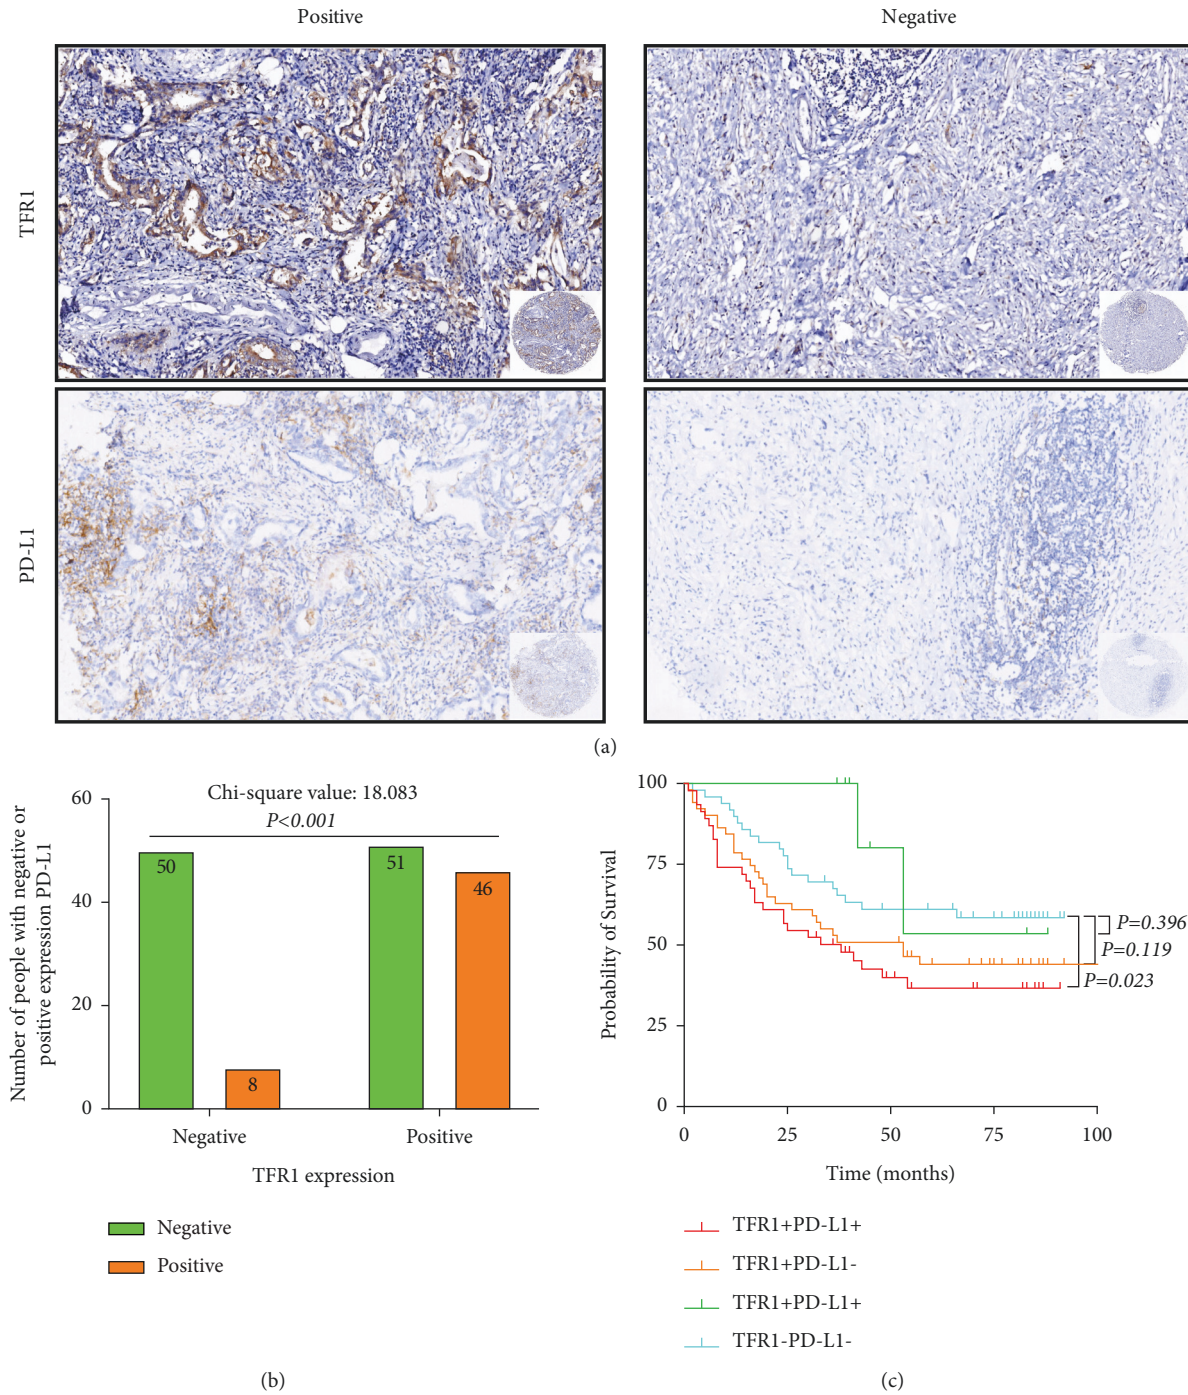 Positive
Negative
TFR1
PD-L1
(a)
60
40
20
0
Number of people with negative or
positive expression PD-L1
Chi-square value: 18.083
P<0.001
50
8
51
46
Negative
Positive
TFR1 expression
Negative
Positive
(b)
100
75
50
25
0
Probability of Survival
P=0.396
P=0.119
P=0.023
0
25
50
75
100
Time (months)
TFR1+PD-L1+
TFR1+PD-L1-
TFR1+PD-L1+
TFR1-PD-L1-
(c)